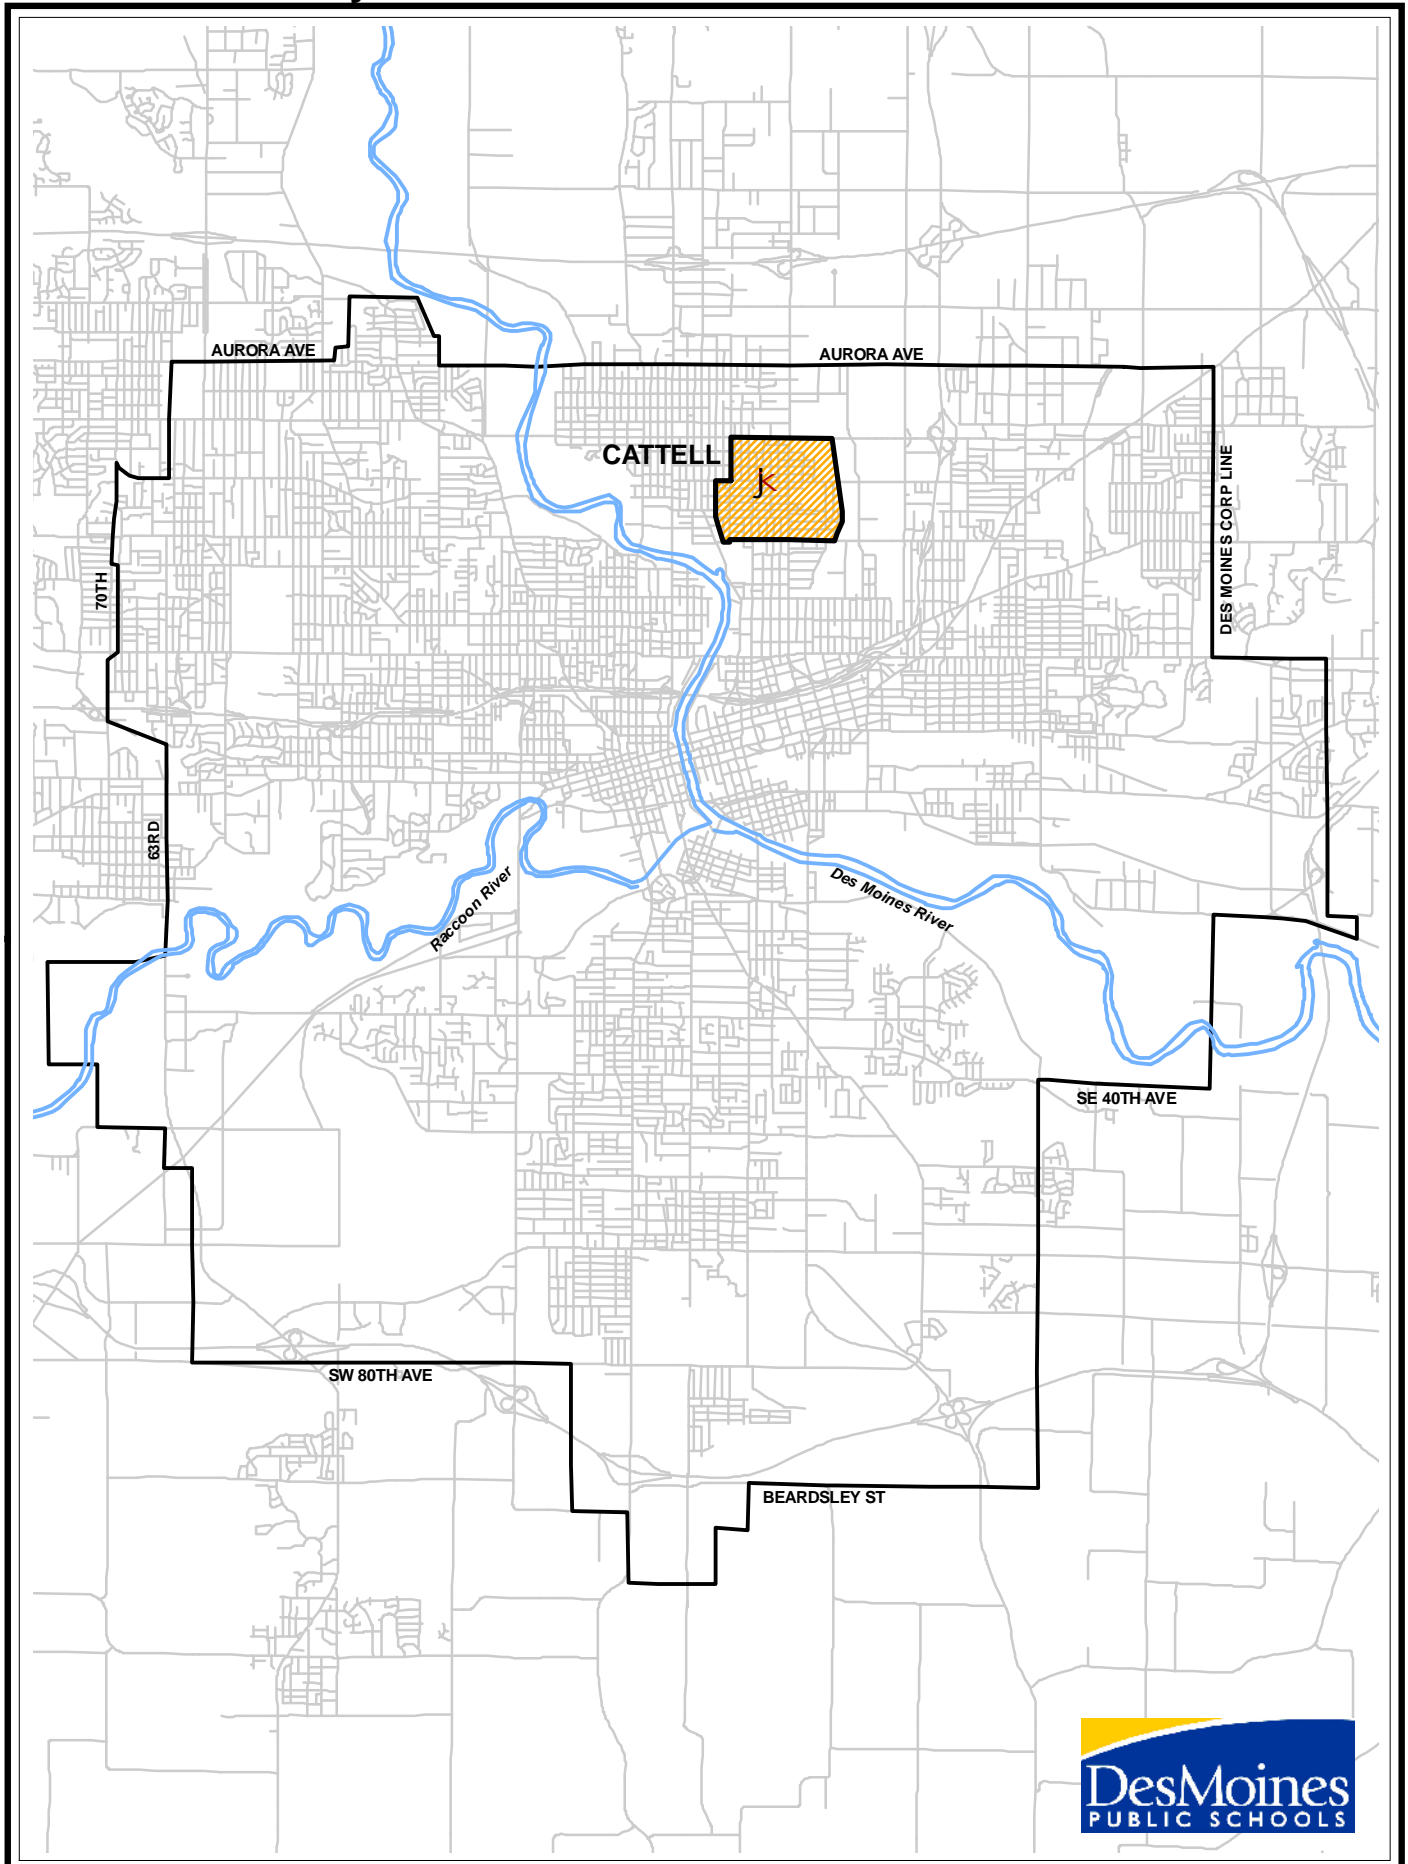 AURORA AVE
AURORA AVE
CATTELL
jk
DES MOINES CORP LINE
70TH
63RD
Raccoon River
Des Moines River
SE 40TH AVE
SW 80TH AVE
BEARDSLEY ST
DesMoines
PUBLIC SCHOOLS